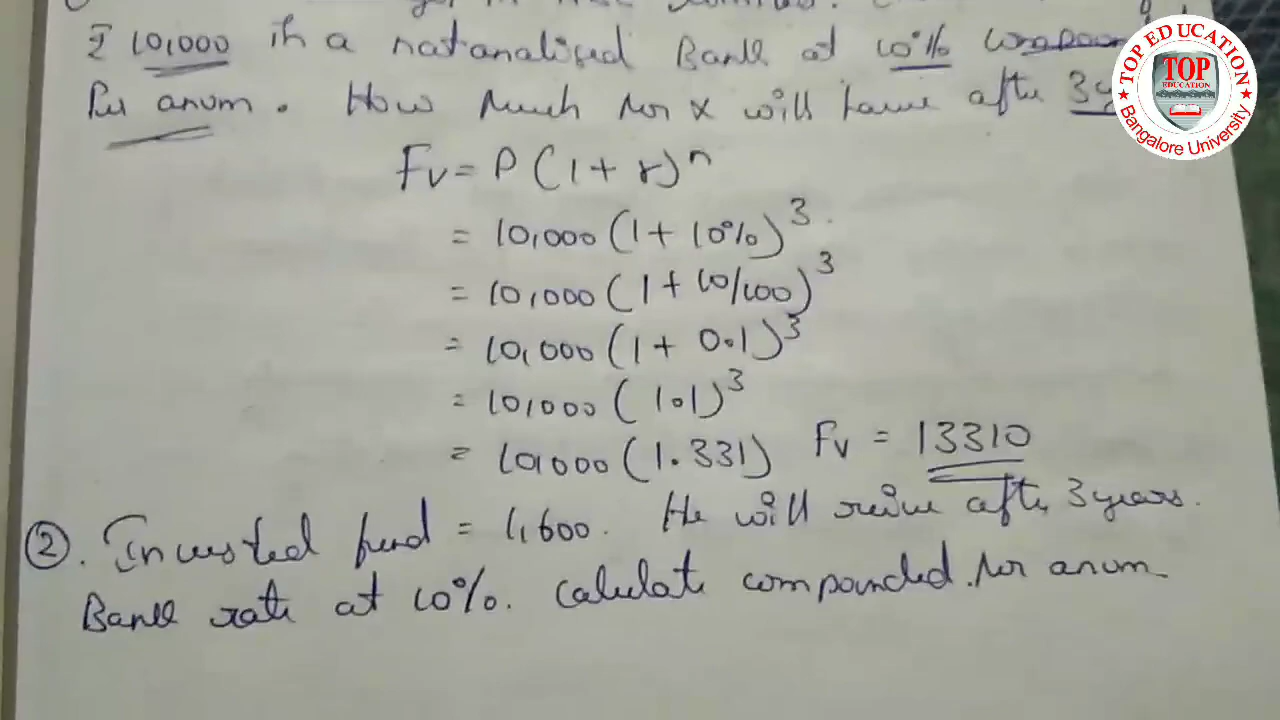 ₹ 10,000 in a nationalised Bank at 10%
Per anum. How Much Mr X will have after 3
Fv = P (1 + r)ⁿ
= 10,000 (1 + 10%)³
= 10,000 (1 + 10/100)³
= 10,000 (1 + 0.1)³
= 10,000 (1.1)³
= 10,000 (1.331) Fv = 13310
②. Invested fund = 1,600. He will recive after 3 years.
Bank rate at 10%. Calculate compounded. Per anum.
TOP EDUCATION
TOP
EDUCATION
Bangalore University